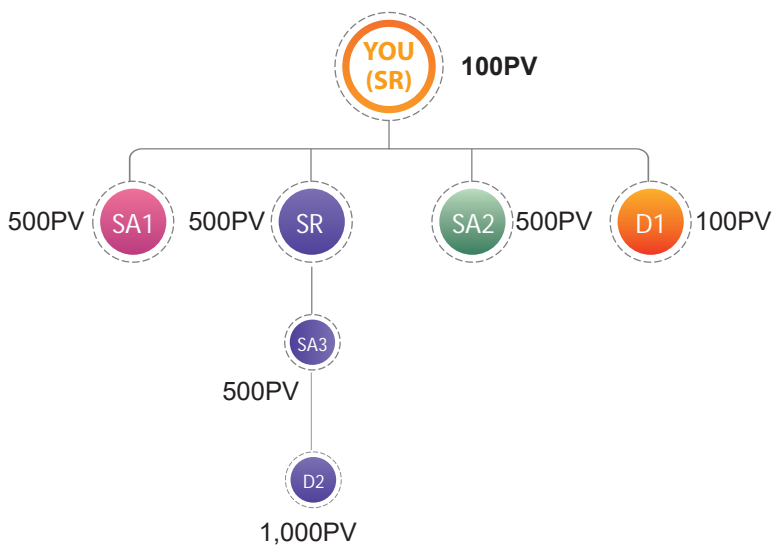 YOU
(SR)
100PV
500PV
SA1
500PV
SR
SA2
500PV
D1
100PV
SA3
500PV
D2
1,000PV